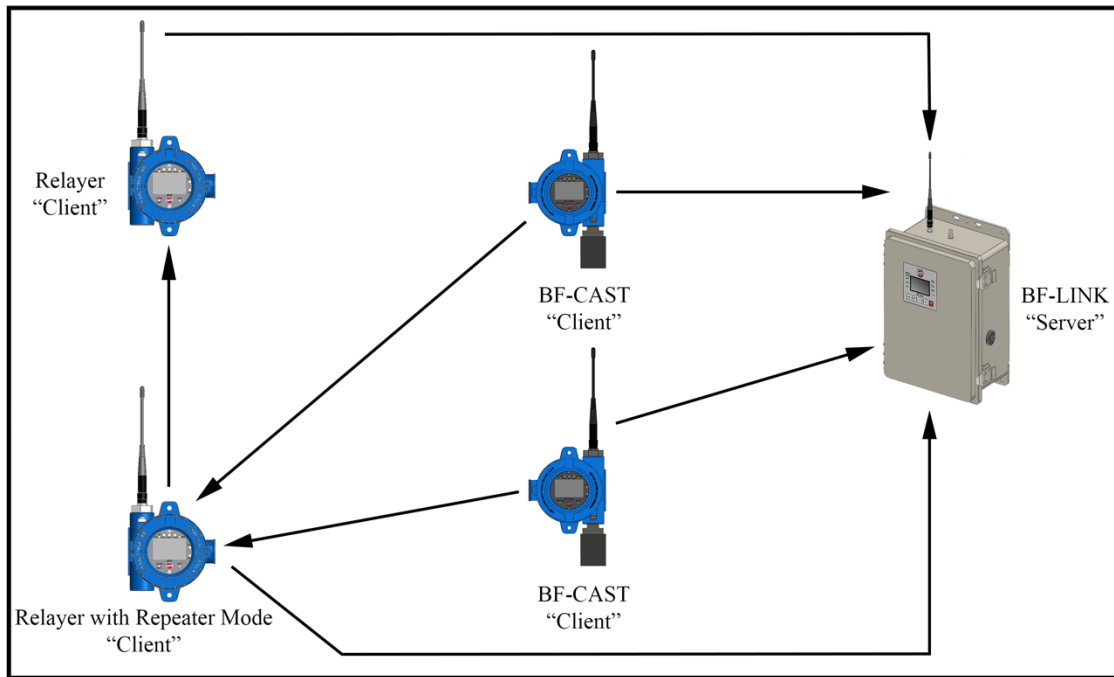 Relayer
“Client”
BF-CAST
“Client”
BF-LINK
“Server”
Relayer with Repeater Mode
“Client”
BF-CAST
“Client”